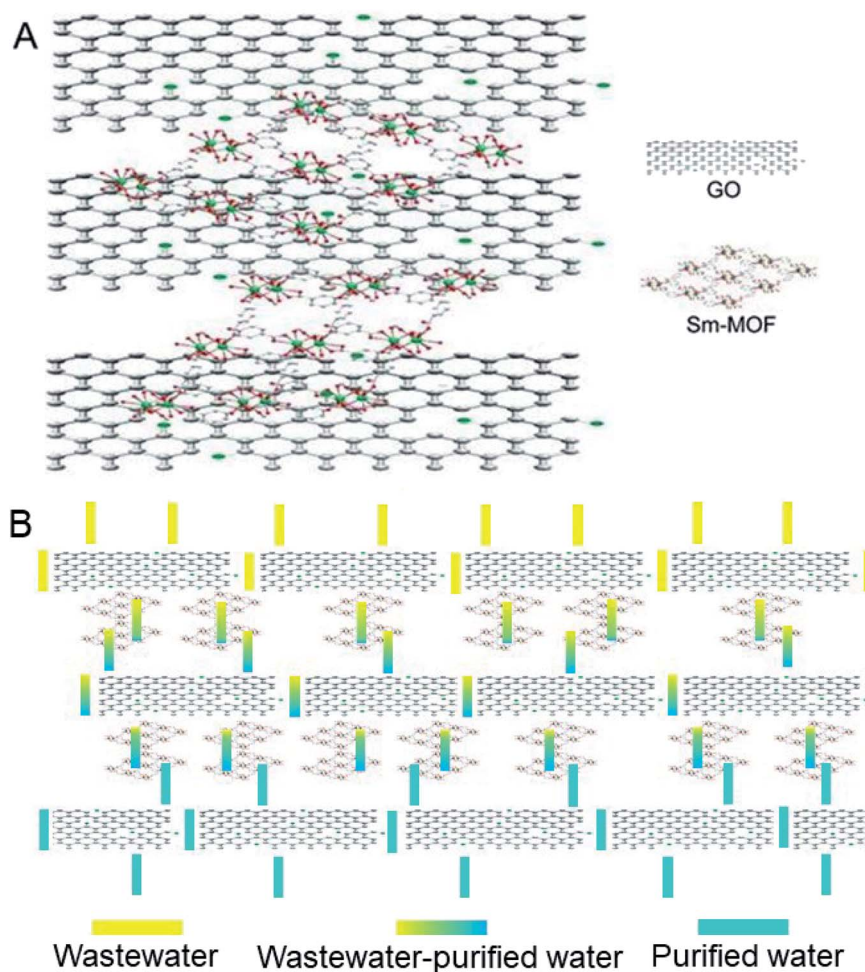 A
GO
Sm-MOF
B
Wastewater
Wastewater-purified water
Purified water